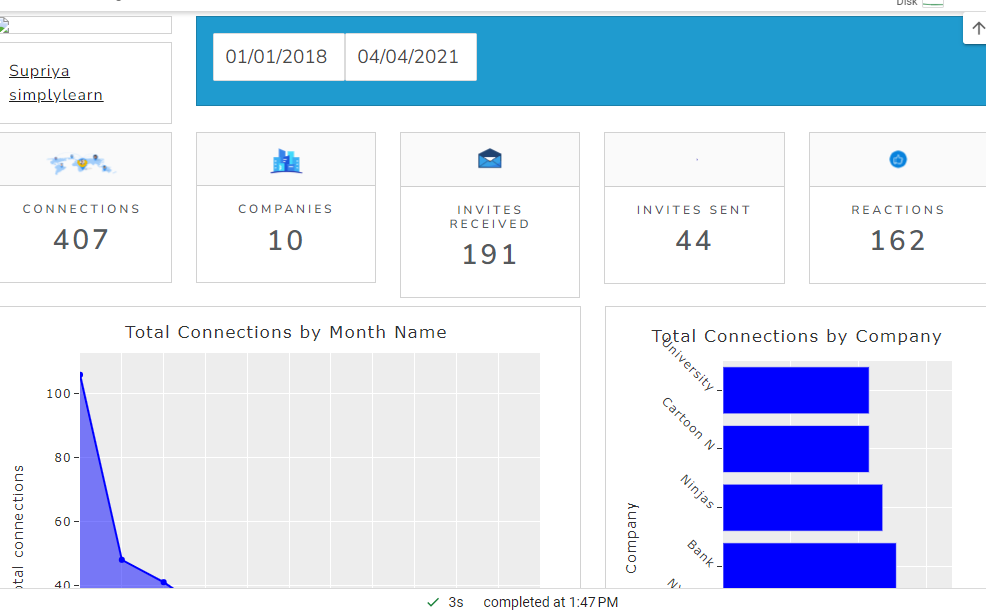 Disk
01/01/2018 04/04/2021
Supriya
simplylearn
CONNECTIONS
407
COMPANIES
10
INVITES
RECEIVED
191
INVITES SENT
44
REACTIONS
162
Total Connections by Month Name
100
80
60
40
otal connections
Total Connections by Company
University
Cartoon N
Ninjas
Bank
Company
3s completed at 1:47 PM